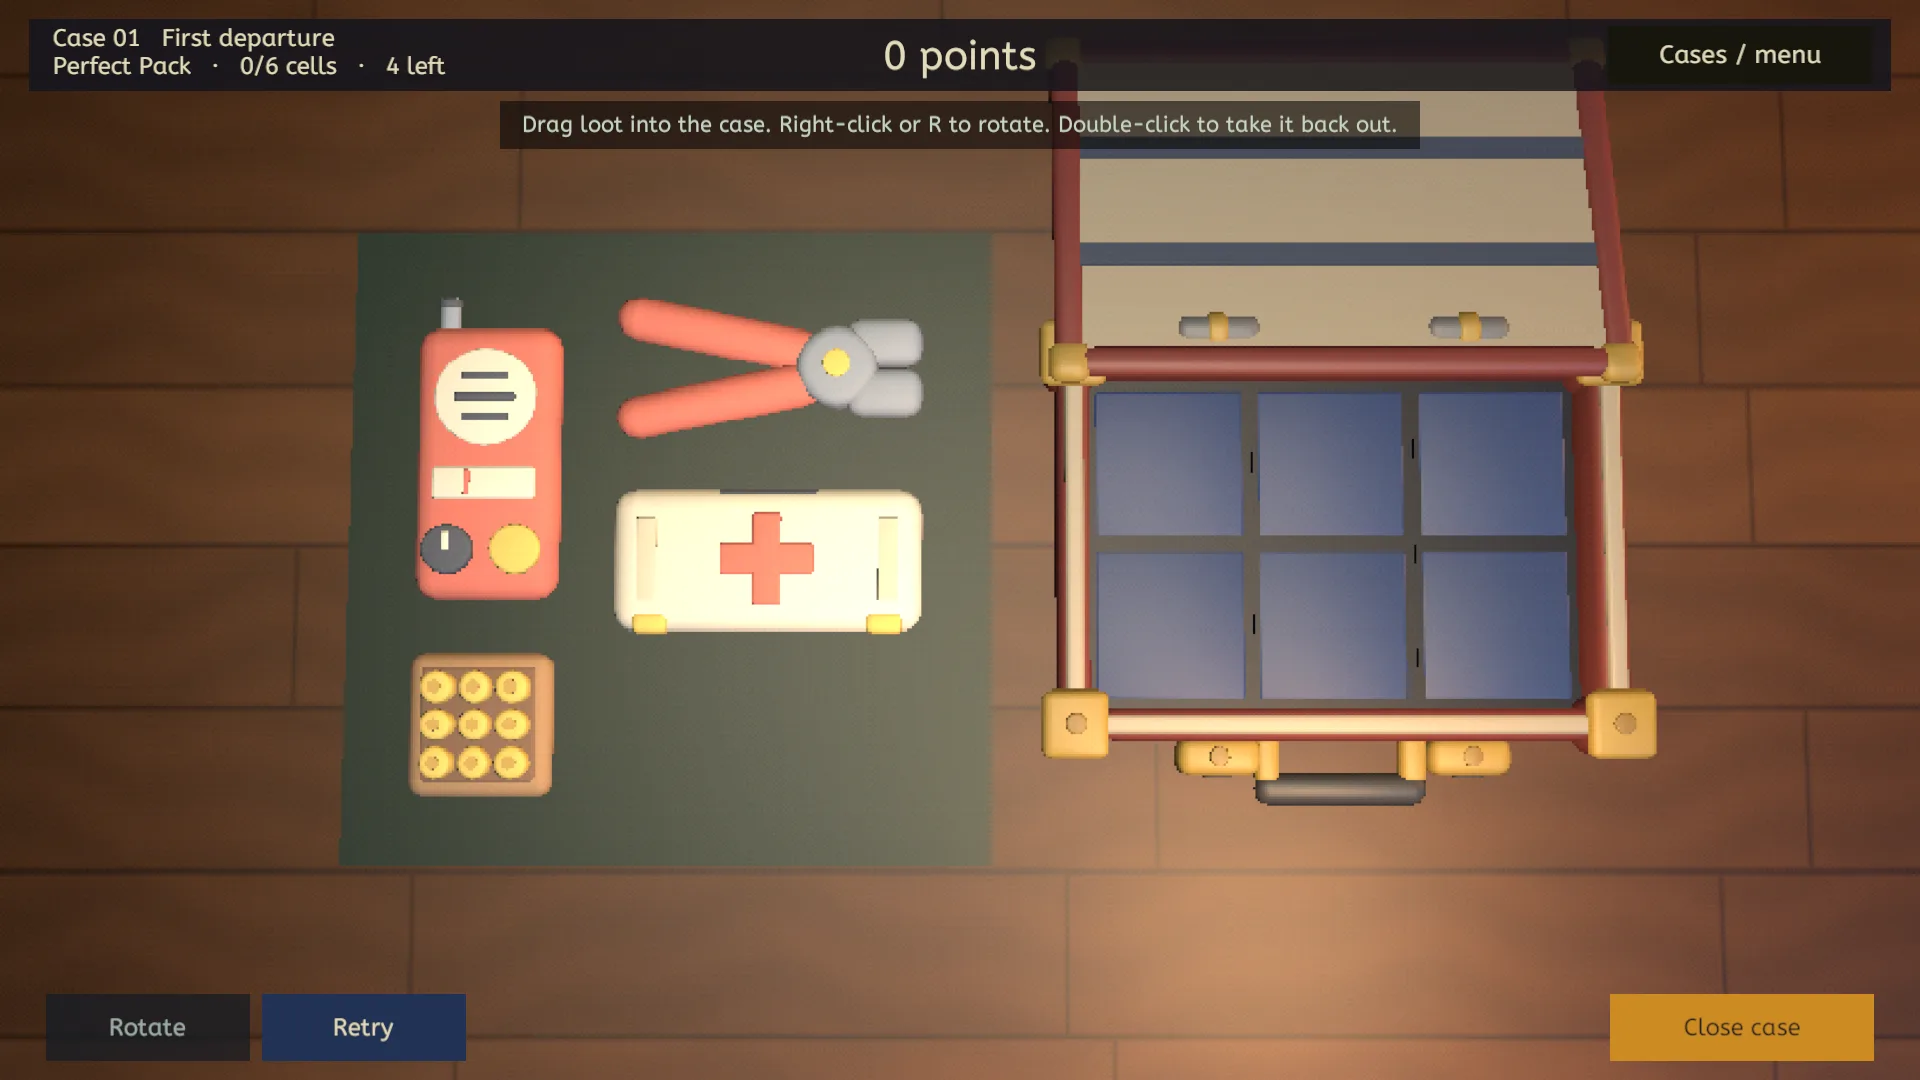 Case 01 First departure
Perfect Pack · 0/6 cells · 4 left
0 points
Cases / menu
Drag loot into the case. Right-click or R to rotate. Double-click to take it back out.
Rotate
Retry
Close case